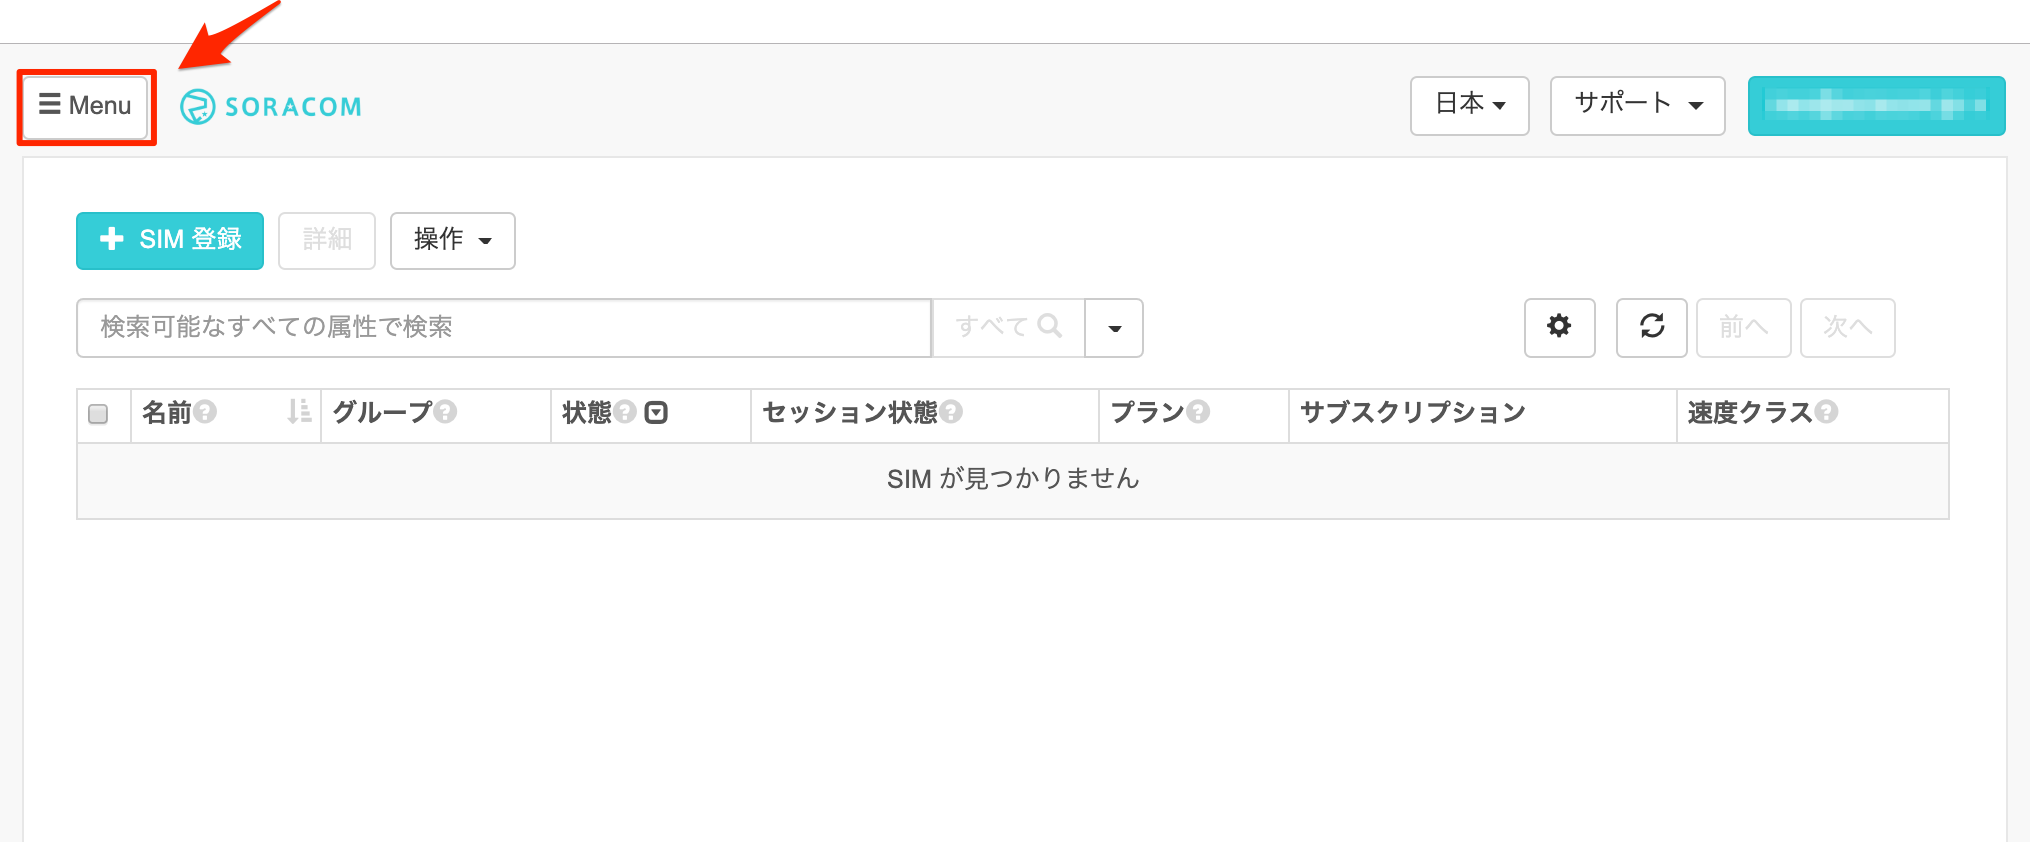 Menu
SORACOM
日本
サポート
SIM 登録
詳細
操作
検索可能なすべての属性で検索
すべて
前へ
次へ
名前
グループ
状態
セッション状態
プラン
サブスクリプション
速度クラス
SIM が見つかりません